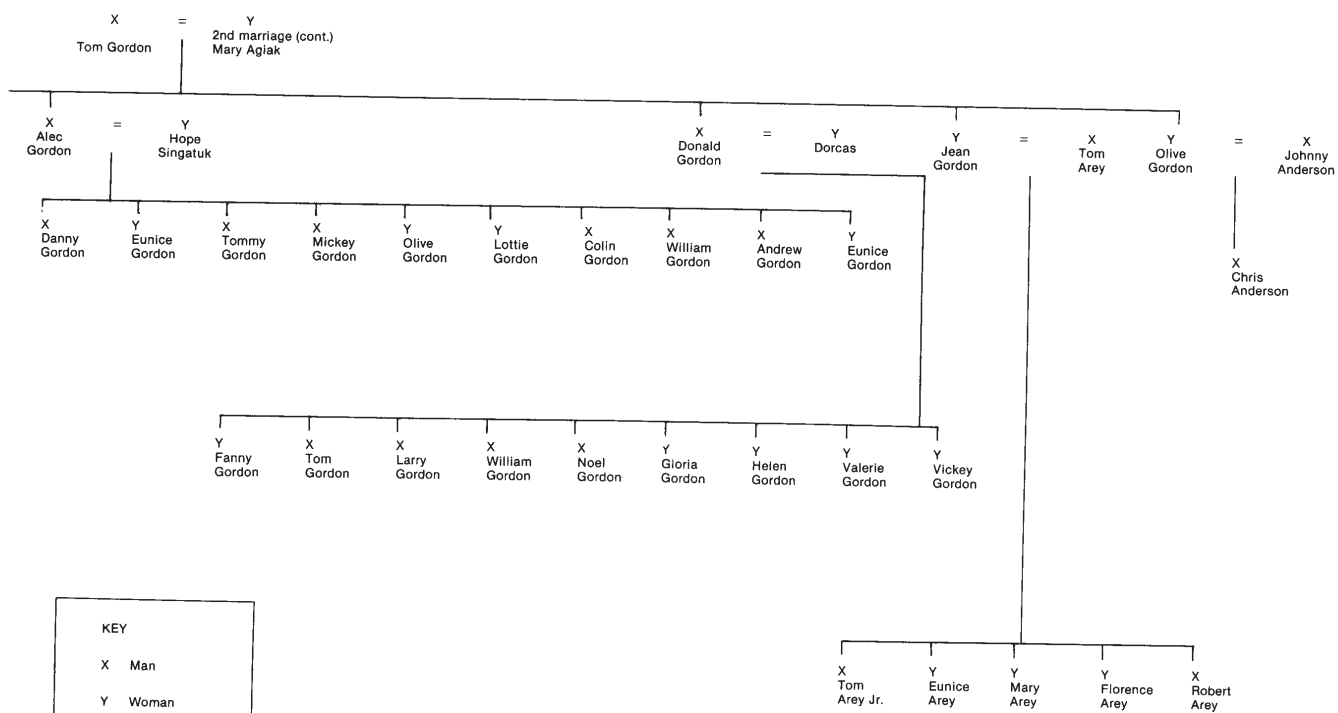 X = Y
Tom Gordon
2nd marriage (cont.)
Mary Agiak
X
Alec
Gordon
=
Y
Hope
Singatuk
X
Donald
Gordon
=
Y
Dorcas
Y
Jean
Gordon
=
X
Tom
Arey
Y
Olive
Gordon
=
X
Johnny
Anderson
X
Danny
Gordon
Y
Eunice
Gordon
X
Tommy
Gordon
X
Mickey
Gordon
Y
Olive
Gordon
Y
Lottie
Gordon
X
Colin
Gordon
X
William
Gordon
X
Andrew
Gordon
Y
Eunice
Gordon
X
Chris
Anderson
Y
Fanny
Gordon
X
Tom
Gordon
X
Larry
Gordon
X
William
Gordon
X
Noel
Gordon
Y
Gloria
Gordon
Y
Helen
Gordon
Y
Valerie
Gordon
Y
Vickey
Gordon
X
Tom
Arey Jr.
Y
Eunice
Arey
Y
Mary
Arey
Y
Florence
Arey
X
Robert
Arey
KEY
X Man
Y Woman